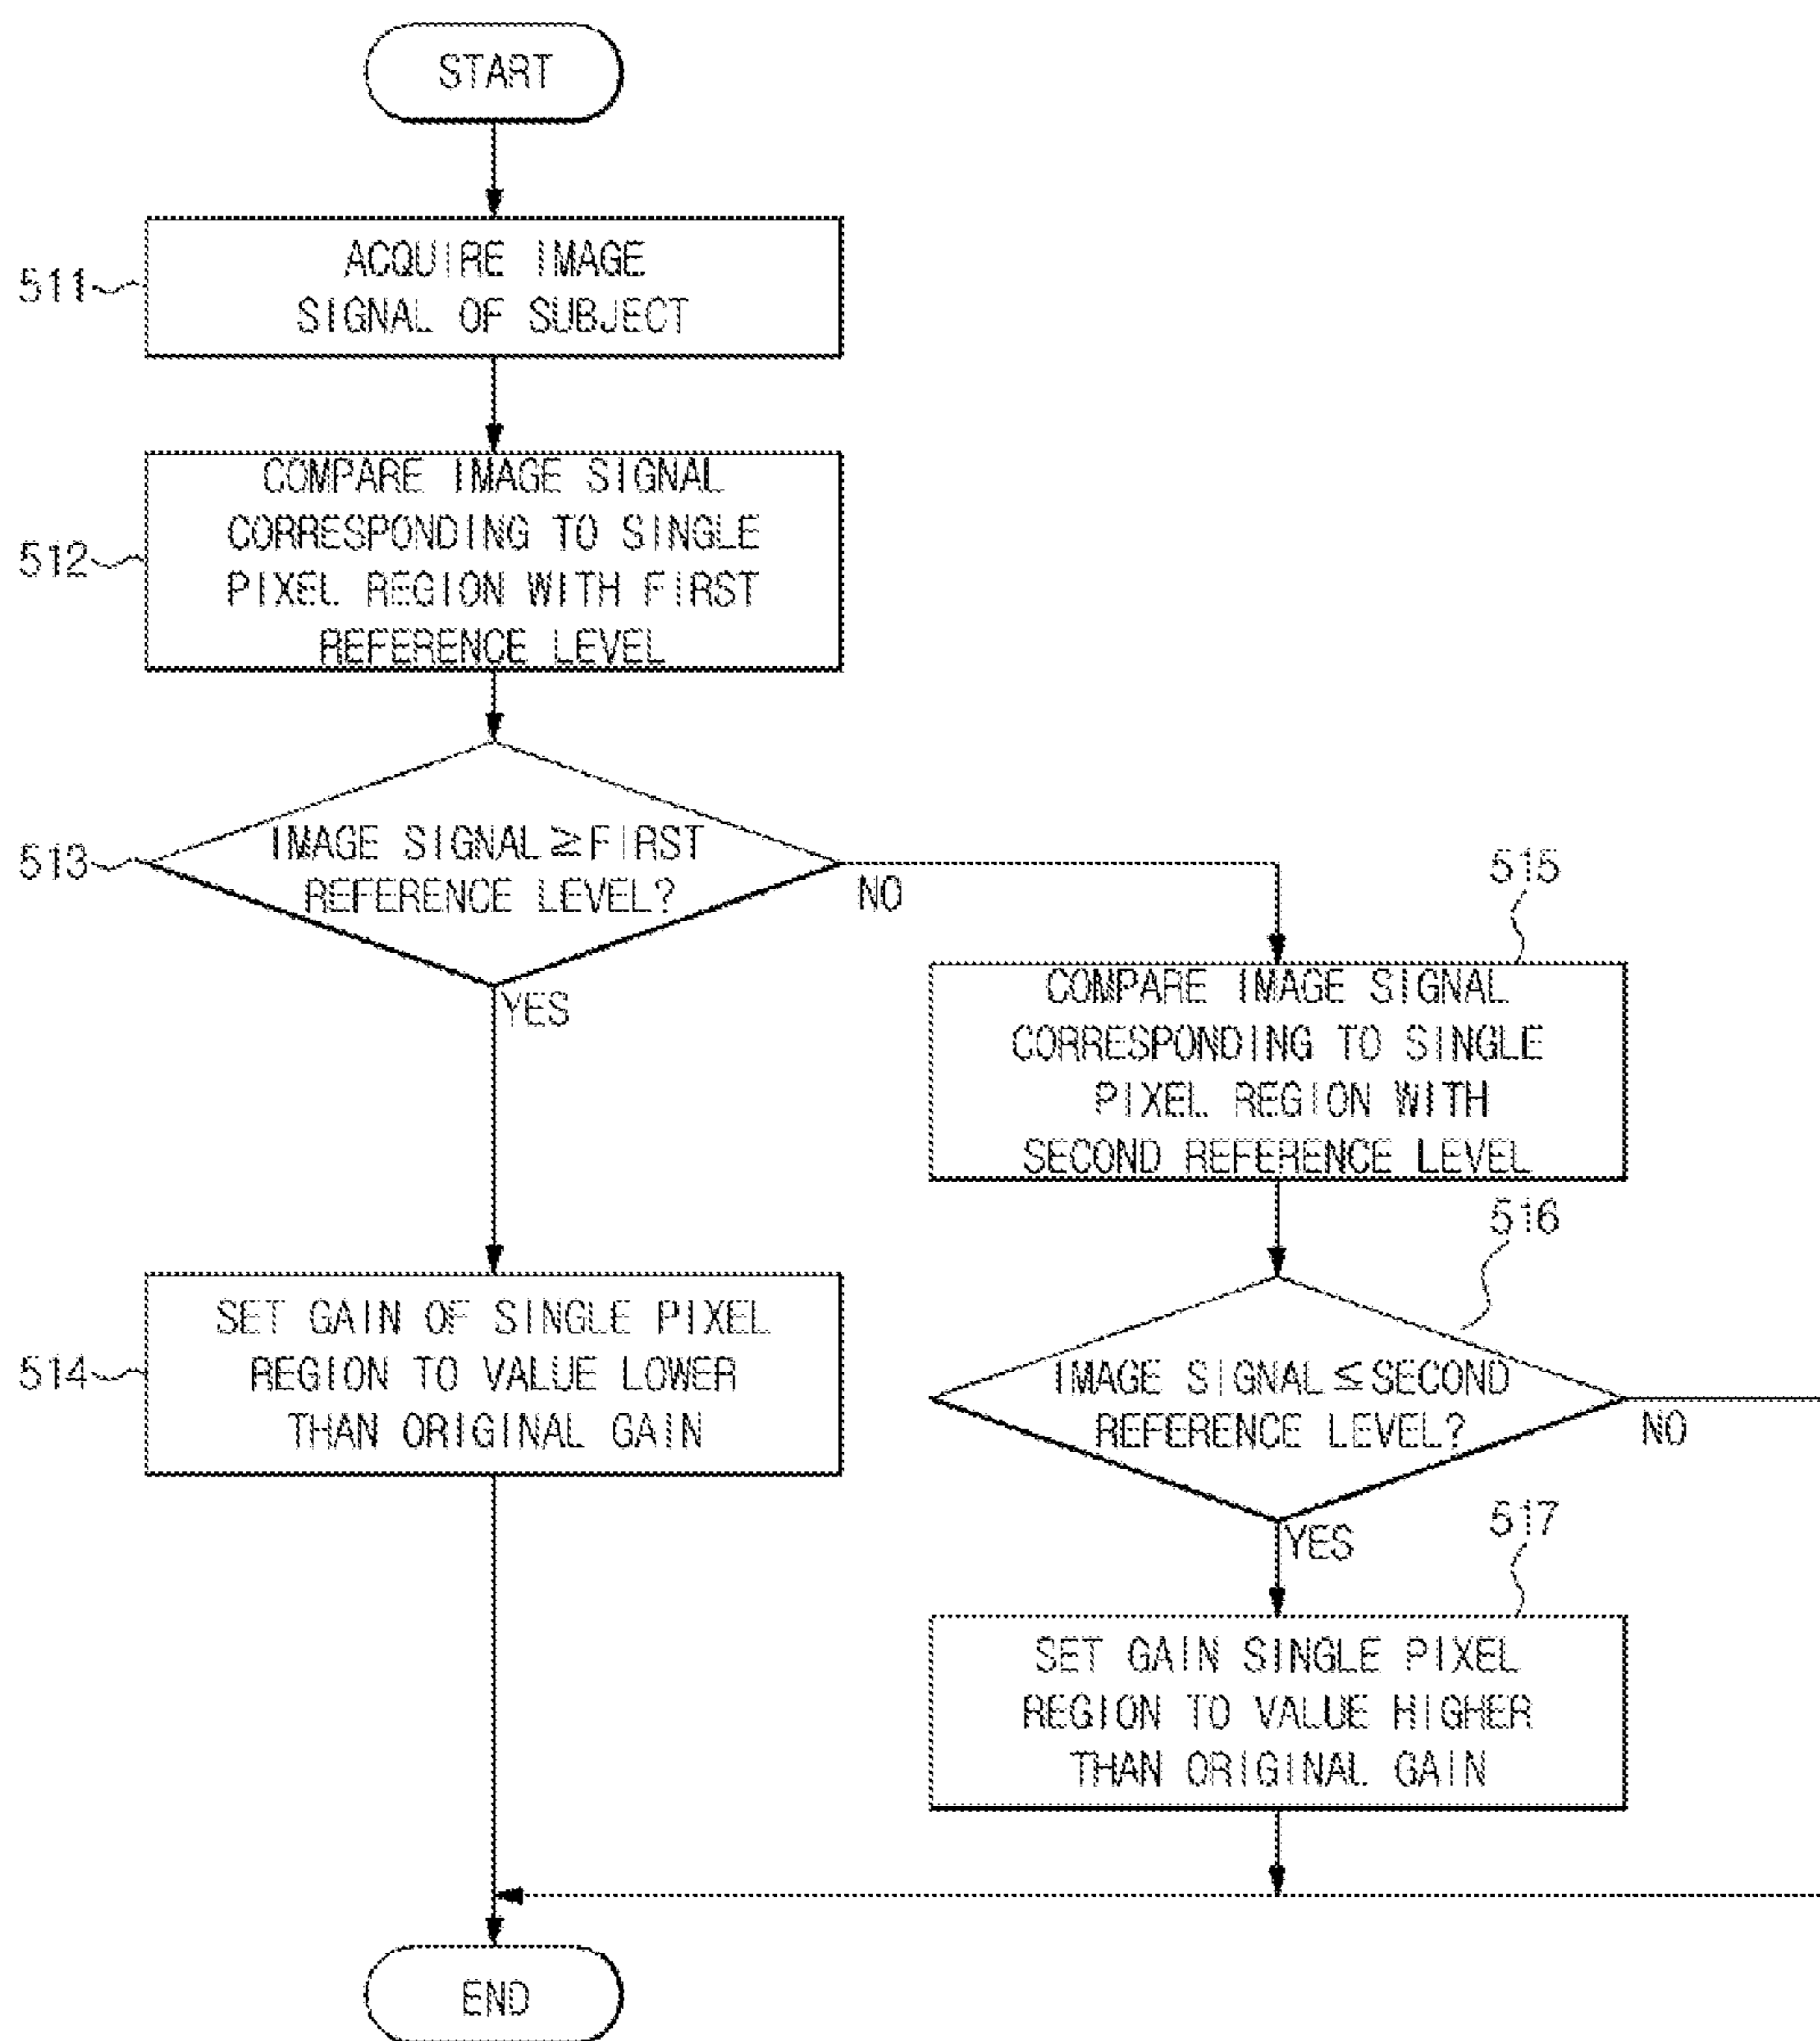 START
511
ACQUIRE IMAGE
SIGNAL OF SUBJECT
512
COMPARE IMAGE SIGNAL
CORRESPONDING TO SINGLE
PIXEL REGION WITH FIRST
REFERENCE LEVEL
513
IMAGE SIGNAL≥FIRST
REFERENCE LEVEL?
NO
YES
514
SET GAIN OF SINGLE PIXEL
REGION TO VALUE LOWER
THAN ORIGINAL GAIN
515
COMPARE IMAGE SIGNAL
CORRESPONDING TO SINGLE
PIXEL REGION WITH
SECOND REFERENCE LEVEL
516
IMAGE SIGNAL≤SECOND
REFERENCE LEVEL?
NO
YES
517
SET GAIN SINGLE PIXEL
REGION TO VALUE HIGHER
THAN ORIGINAL GAIN
END